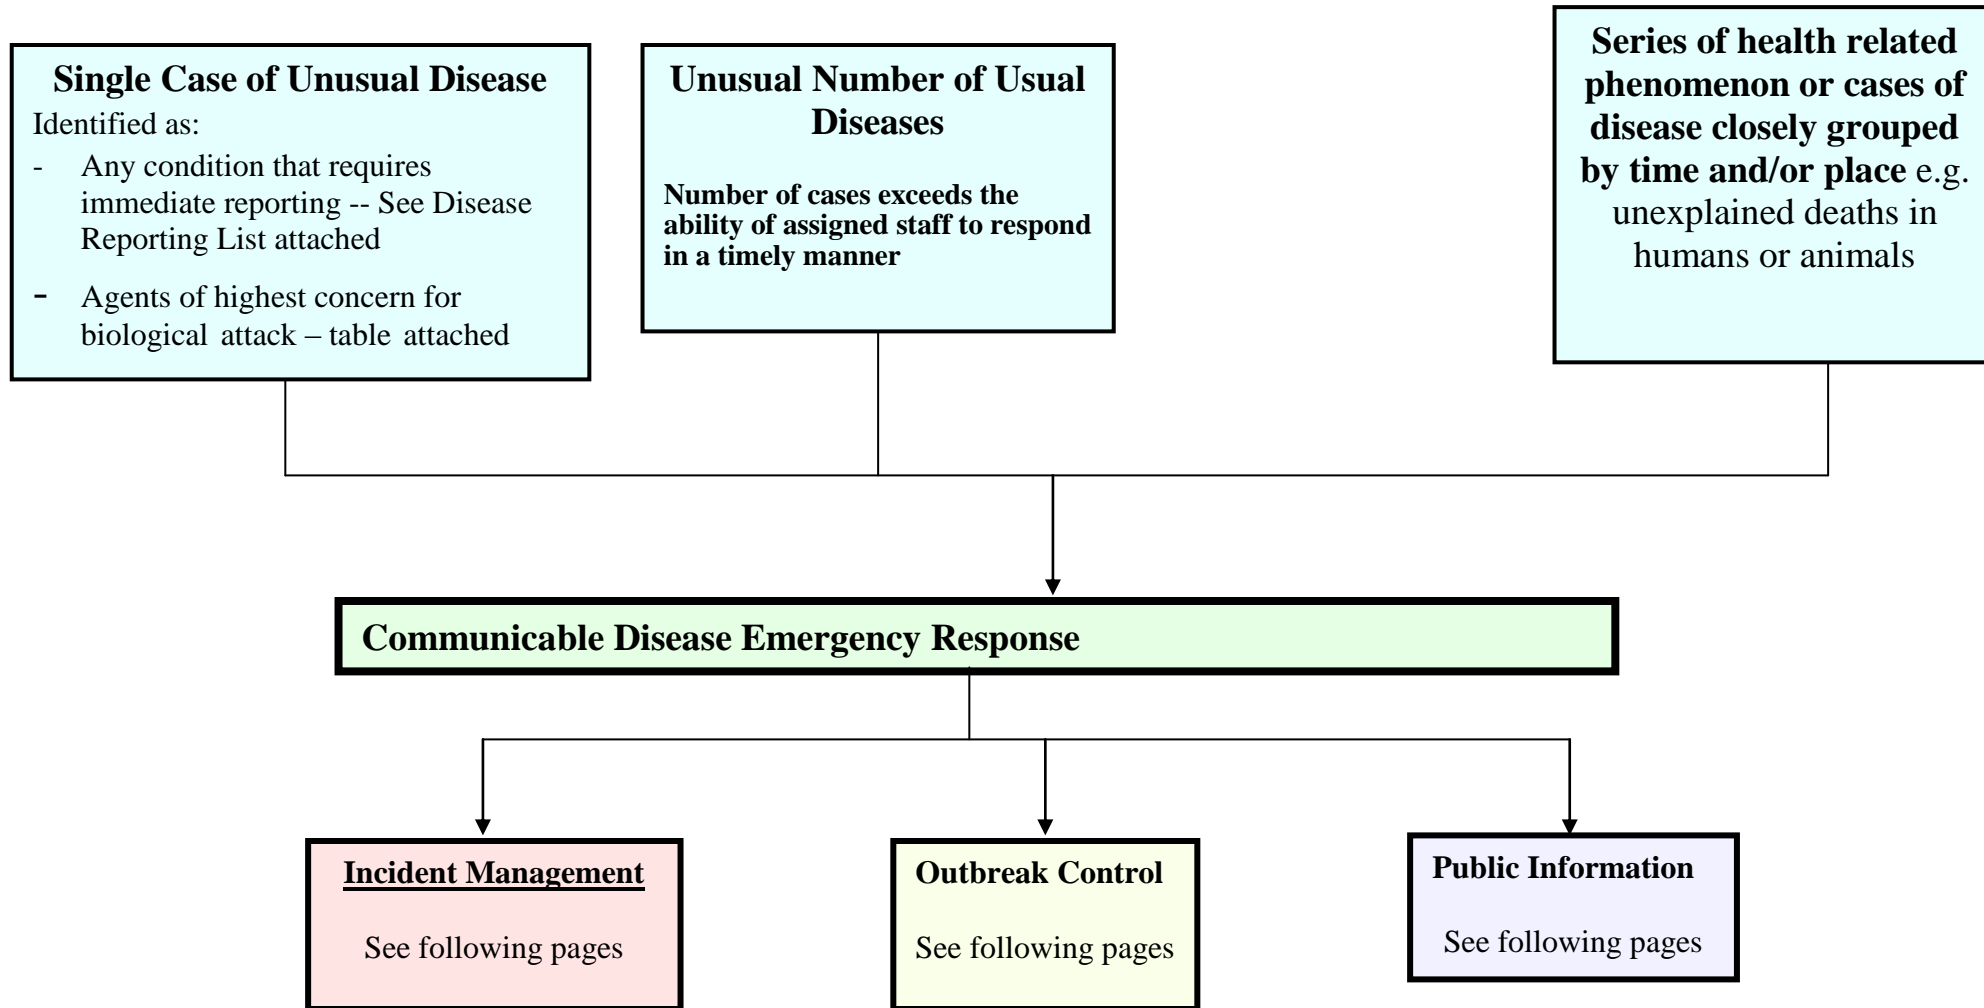 Single Case of Unusual Disease
Identified as:
- Any condition that requires
immediate reporting -- See Disease
Reporting List attached
- Agents of highest concern for
biological attack – table attached
Unusual Number of Usual
Diseases
Number of cases exceeds the
ability of assigned staff to respond
in a timely manner
Series of health related
phenomenon or cases of
disease closely grouped
by time and/or place e.g.
unexplained deaths in
humans or animals
Communicable Disease Emergency Response
Incident Management
See following pages
Outbreak Control
See following pages
Public Information
See following pages